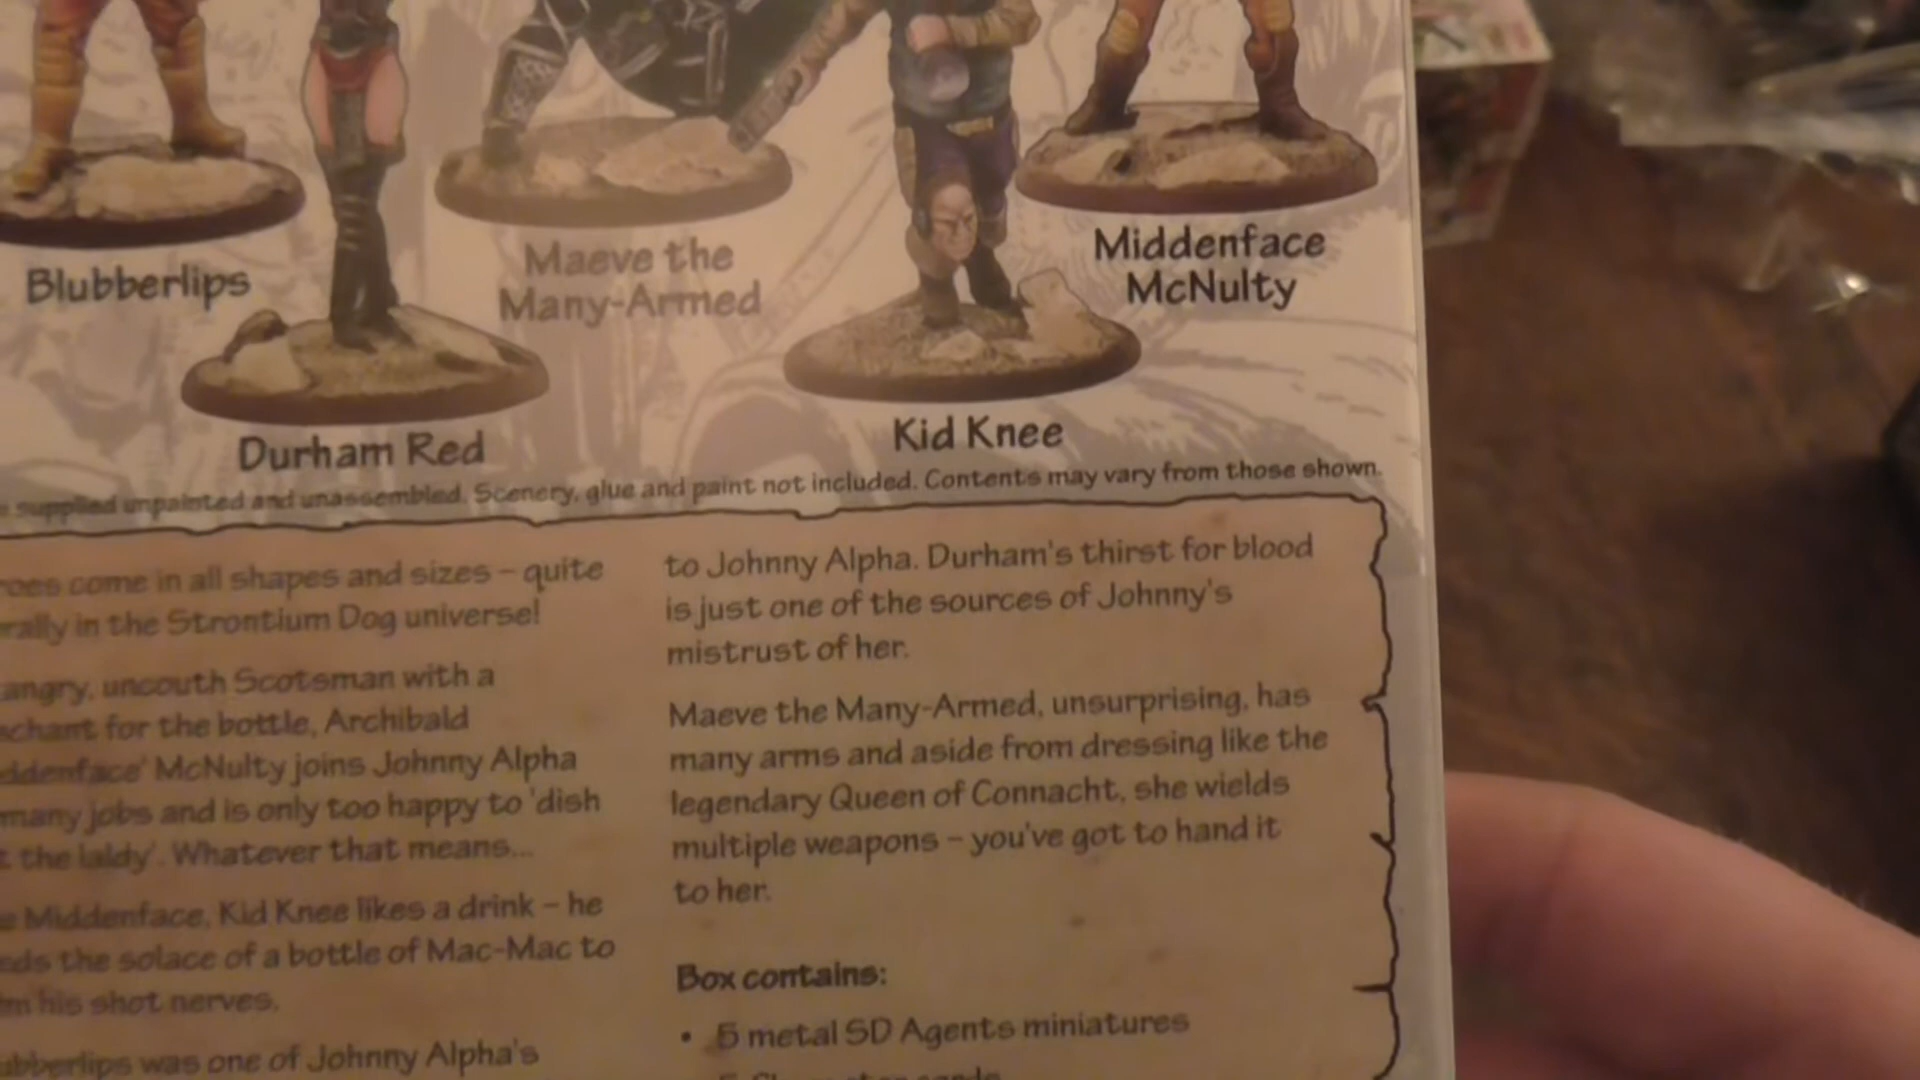 Blubberlips
Durham Red
Maeve the
Many-Armed
Kid Knee
Middenface
McNulty
supplied unpainted and unassembled. Scenery, glue and paint not included. Contents may vary from those shown.
come in all shapes and sizes – quite
in the Strontium Dog universe!
angry, uncouth Scotsman with a
for the bottle, Archibald
McNulty joins Johnny Alpha
many jobs and is only too happy to 'dish
the laldy'. Whatever that means...
Middenface, Kid Knee likes a drink – he
the solace of a bottle of Mac-Mac to
his shot nerves.
was one of Johnny Alpha's
to Johnny Alpha. Durham's thirst for blood
is just one of the sources of Johnny's
mistrust of her.
Maeve the Many-Armed, unsurprising, has
many arms and aside from dressing like the
legendary Queen of Connacht, she wields
multiple weapons – you've got to hand it
to her.
Box contains:
• 5 metal SD Agents miniatures